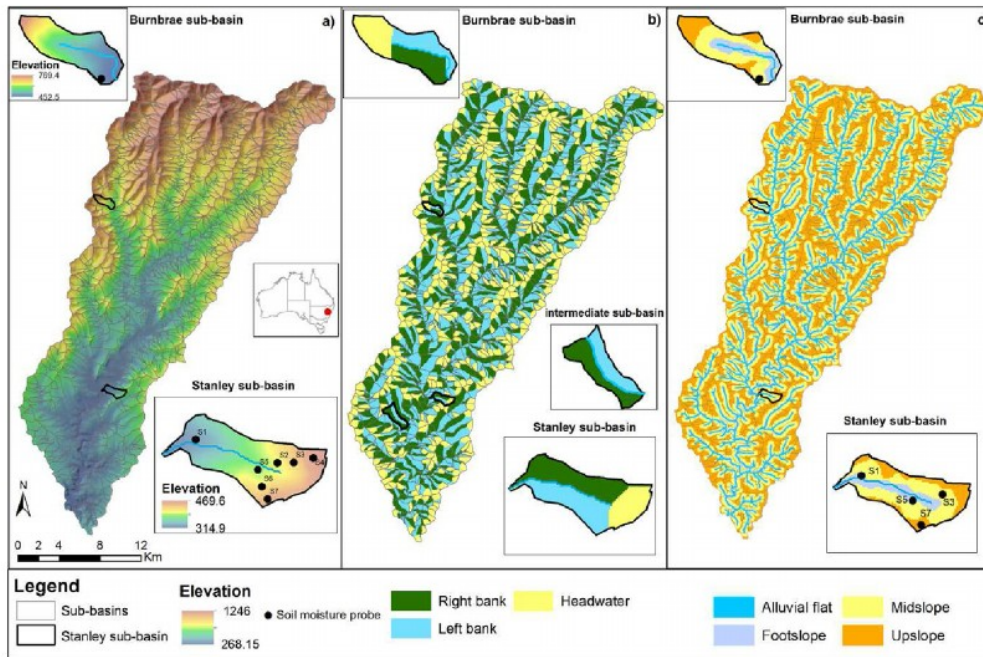 Burnbrae sub-basin
a)
Elevation
769.4
452.5
Stanley sub-basin
S1
S2
S3
S4
S5
S6
S7
Elevation
469.6
314.9
N
0 2 4 8 12
Km
Burnbrae sub-basin
b)
Intermediate sub-basin
Stanley sub-basin
Burnbrae sub-basin
c)
Stanley sub-basin
S1
S5
S3
S7
Legend
Sub-basins
Stanley sub-basin
Elevation
1246
268.15
Soil moisture probe
Right bank
Left bank
Headwater
Alluvial flat
Footslope
Midslope
Upslope